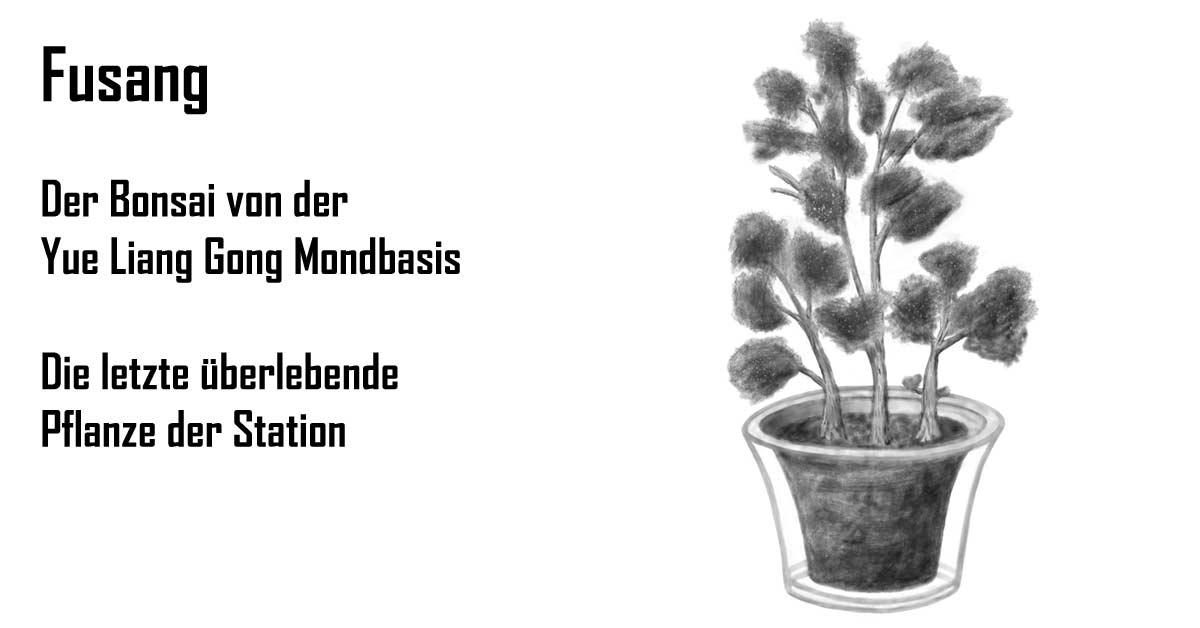 Fusang
Der Bonsai von der
Yue Liang Gong Mondbasis
Die letzte überlebende
Pflanze der Station